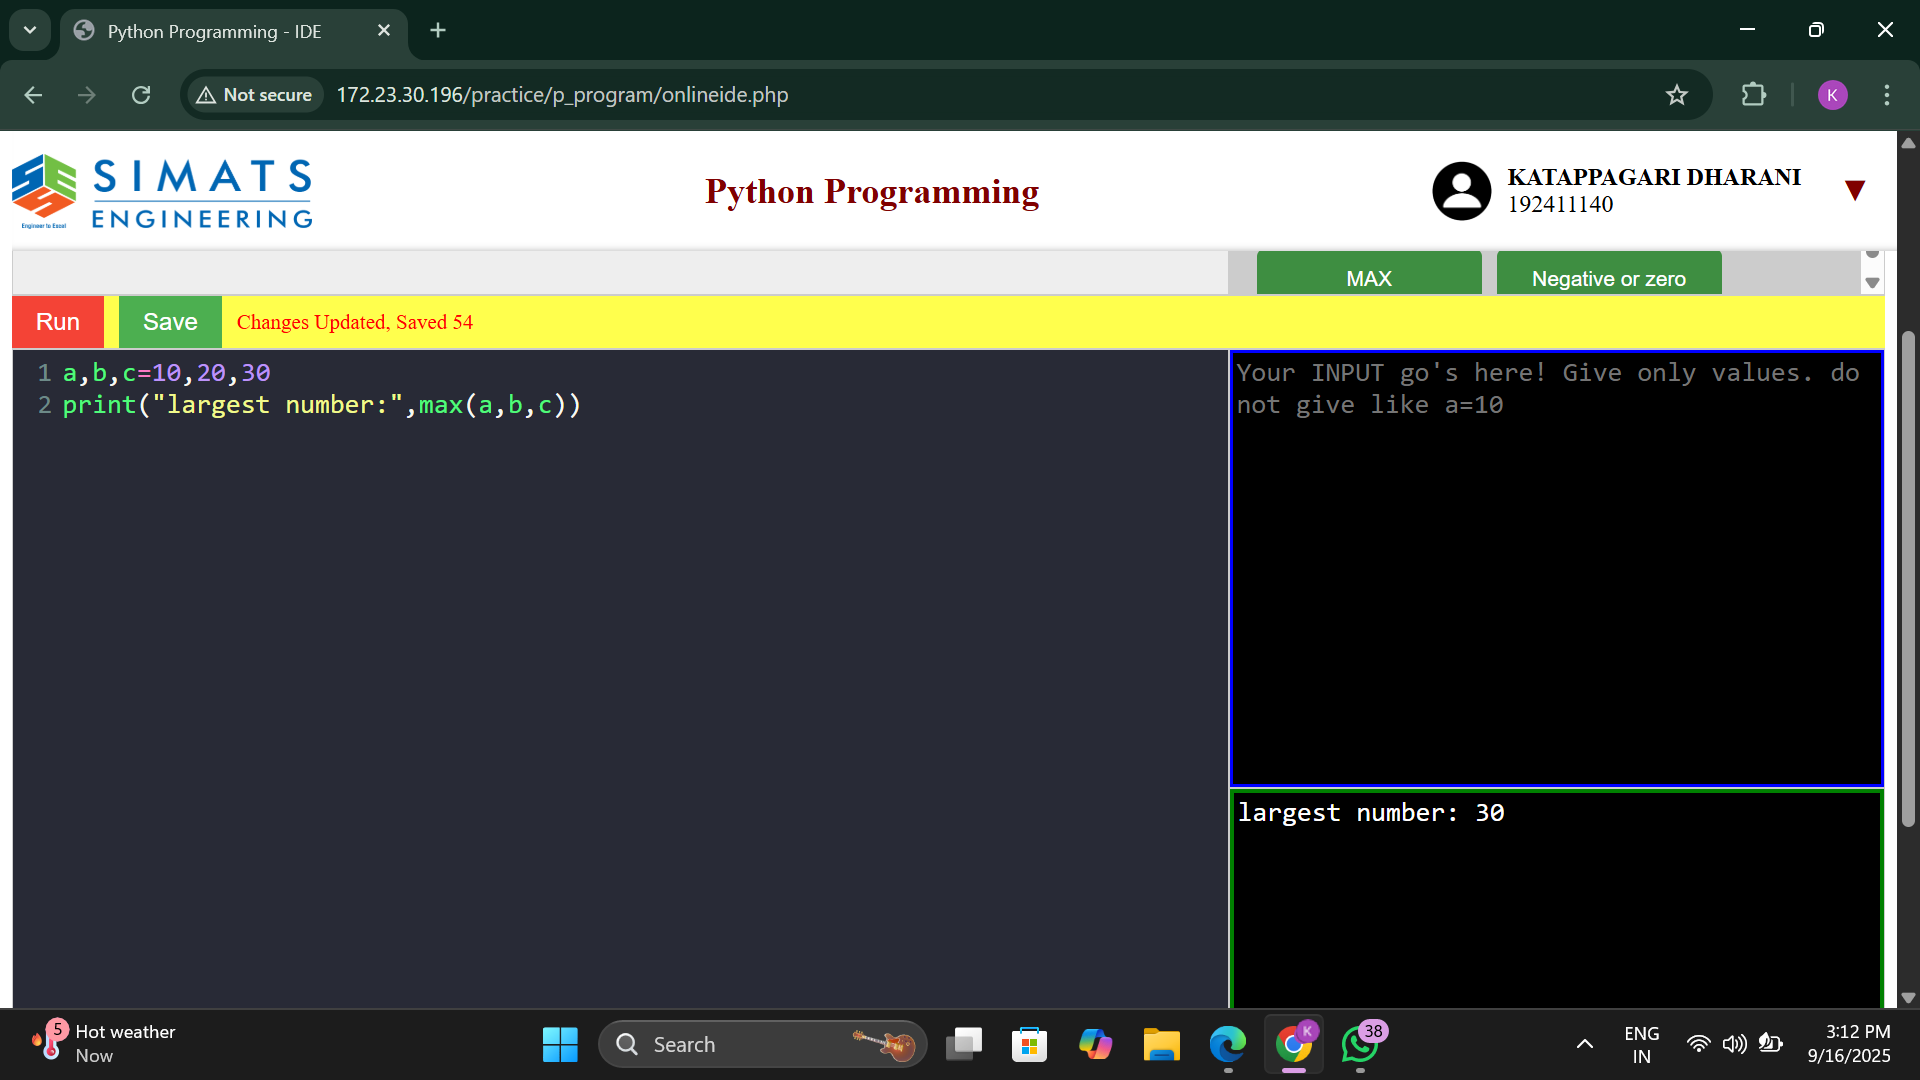 Python Programming - IDE
Not secure
172.23.30.196/practice/p_program/onlineide.php
K
SIMATS
ENGINEERING
Engineer to Excel
Python Programming
KATAPPAGARI DHARANI
192411140
MAX
Negative or zero
Run
Save
Changes Updated, Saved 54
1 a,b,c=10,20,30
2 print("largest number:",max(a,b,c))
Your INPUT go's here! Give only values. do
not give like a=10
largest number: 30
5
Hot weather
Now
Search
K
38
ENG
IN
3:12 PM
9/16/2025